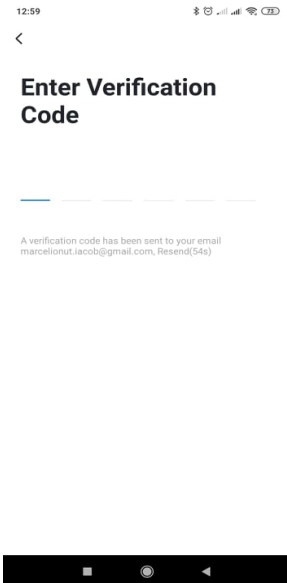 12:59
73
Enter Verification
Code
A verification code has been sent to your email
marcelionut.iacob@gmail.com, Resend(54s)